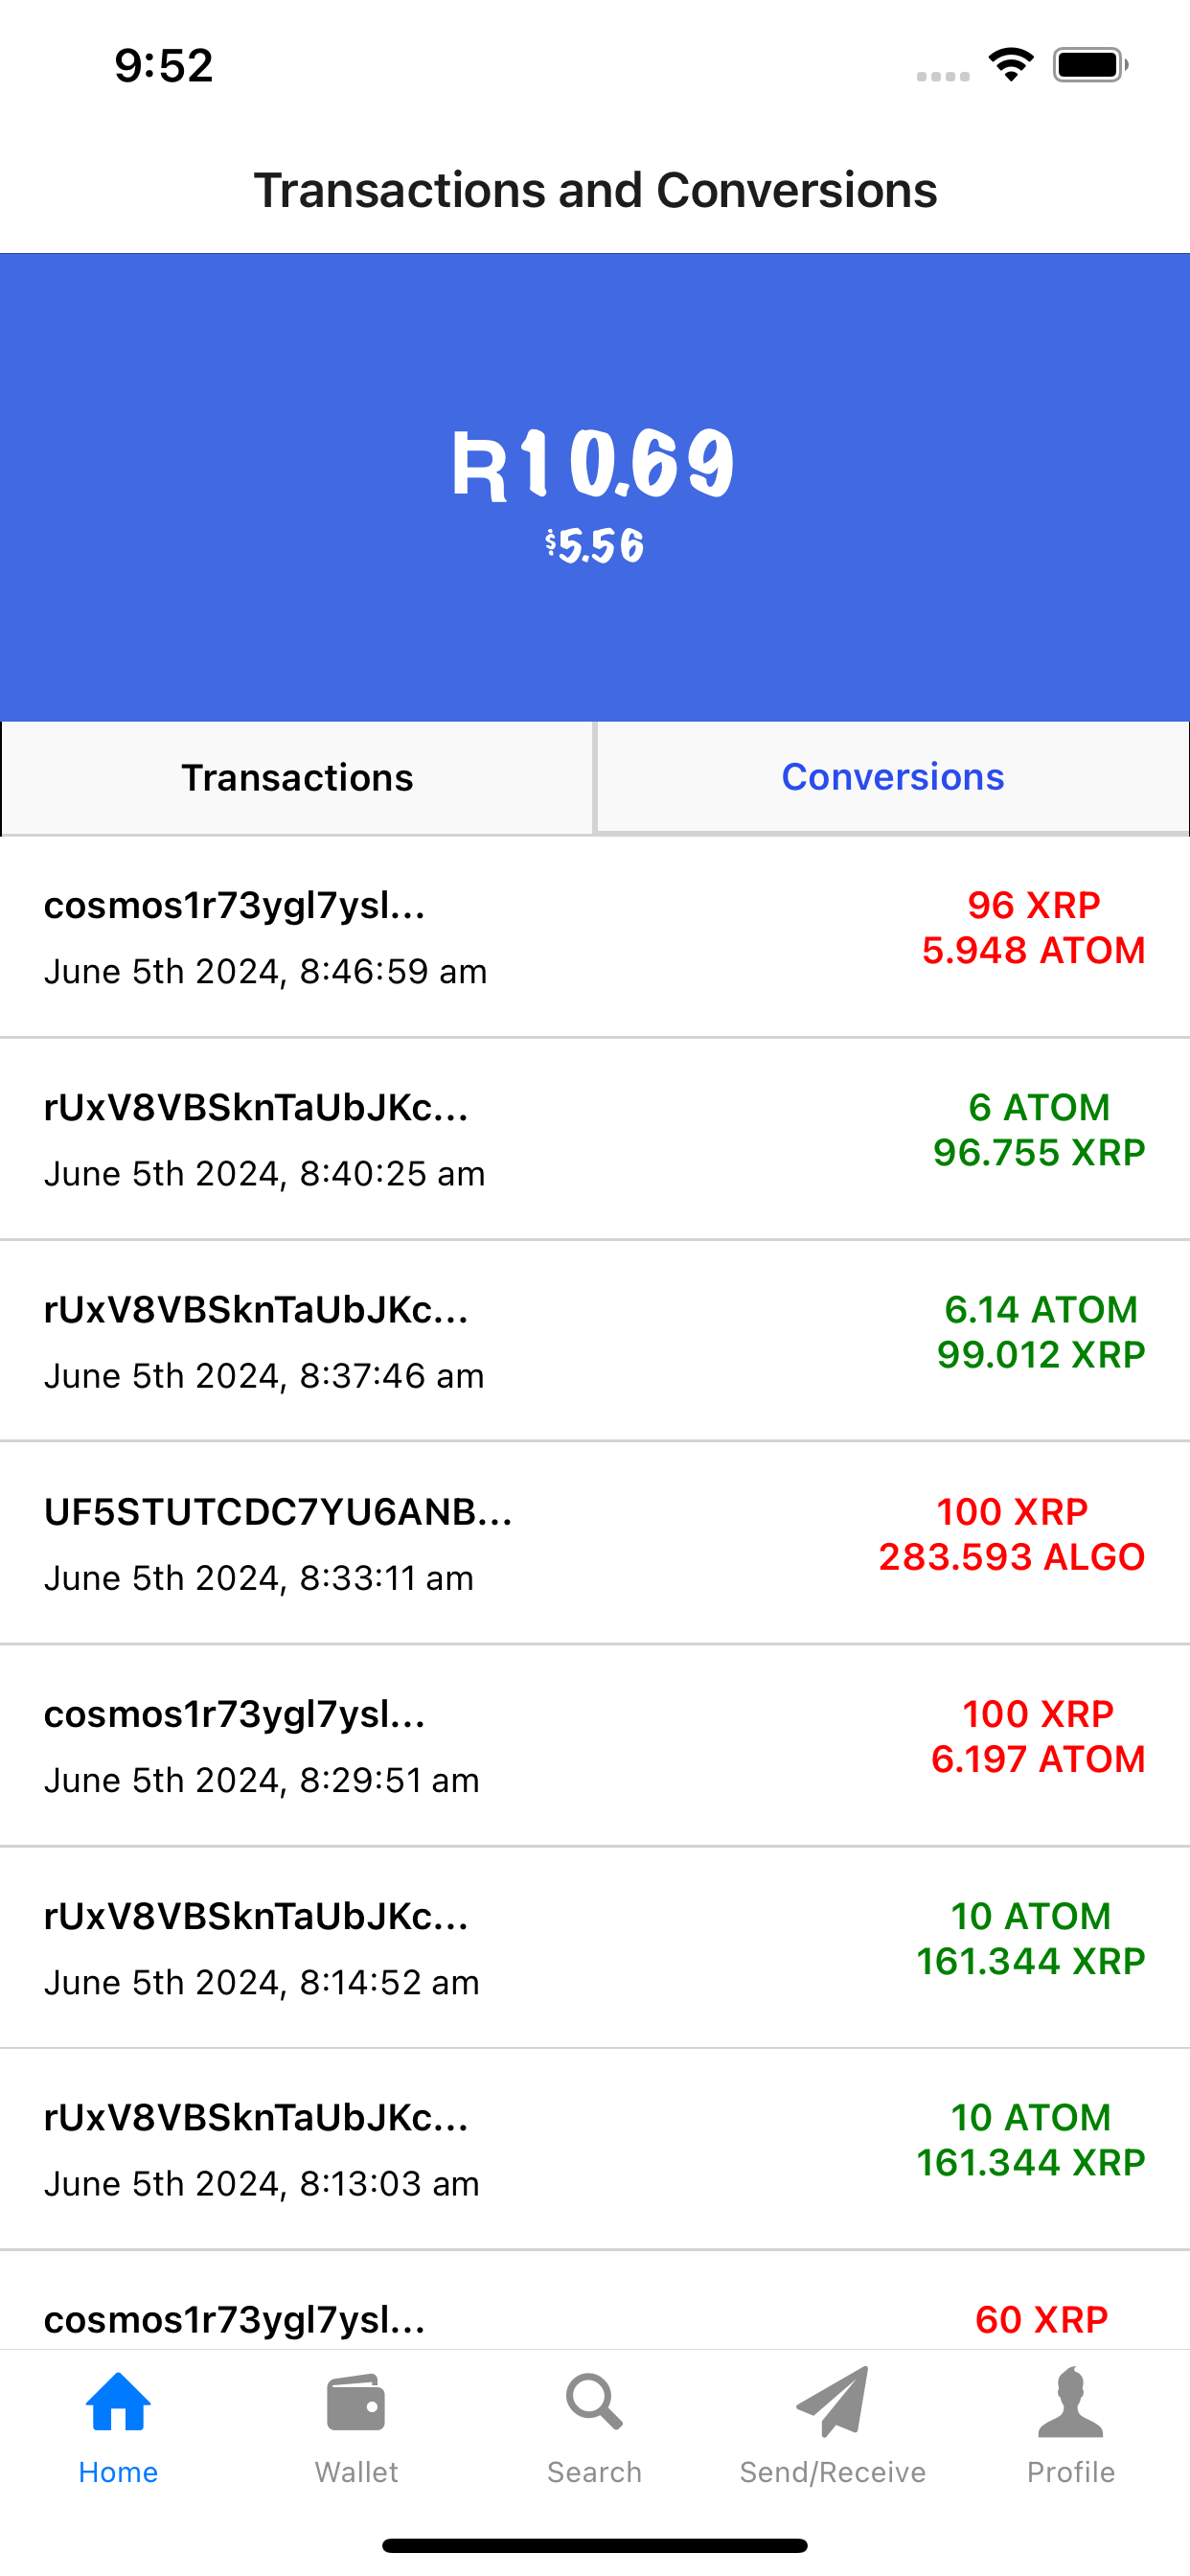 9:52
Transactions and Conversions
R10.69
$5.56
Transactions
Conversions
cosmos1r73ygl7ysl...
96 XRP
June 5th 2024, 8:46:59 am
5.948 ATOM
rUxV8VBSknTaUbJKc...
6 ATOM
June 5th 2024, 8:40:25 am
96.755 XRP
rUxV8VBSknTaUbJKc...
6.14 ATOM
June 5th 2024, 8:37:46 am
99.012 XRP
UF5STUTCDC7YU6ANB...
100 XRP
June 5th 2024, 8:33:11 am
283.593 ALGO
cosmos1r73ygl7ysl...
100 XRP
June 5th 2024, 8:29:51 am
6.197 ATOM
rUxV8VBSknTaUbJKc...
10 ATOM
June 5th 2024, 8:14:52 am
161.344 XRP
rUxV8VBSknTaUbJKc...
10 ATOM
June 5th 2024, 8:13:03 am
161.344 XRP
cosmos1r73ygl7ysl...
60 XRP
Home
Wallet
Search
Send/Receive
Profile